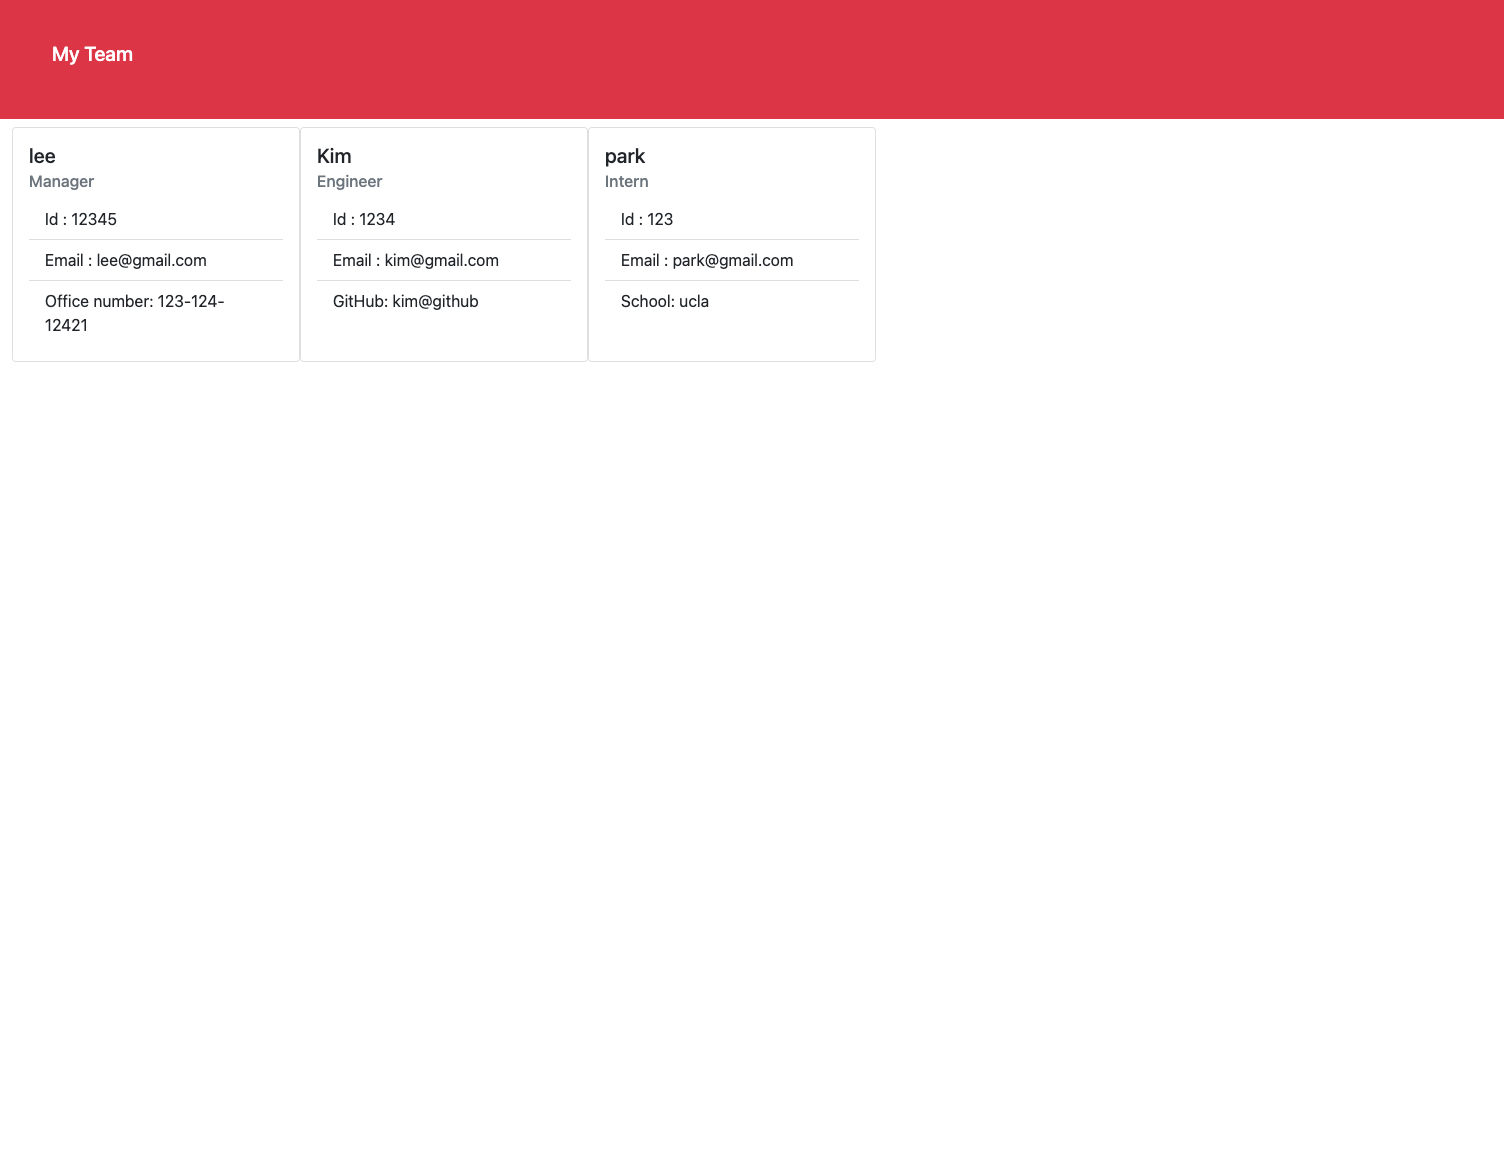 My Team
lee
Manager
Id : 12345
Email : lee@gmail.com
Office number: 123-124-
12421
Kim
Engineer
Id : 1234
Email : kim@gmail.com
GitHub: kim@github
park
Intern
Id : 123
Email : park@gmail.com
School: ucla